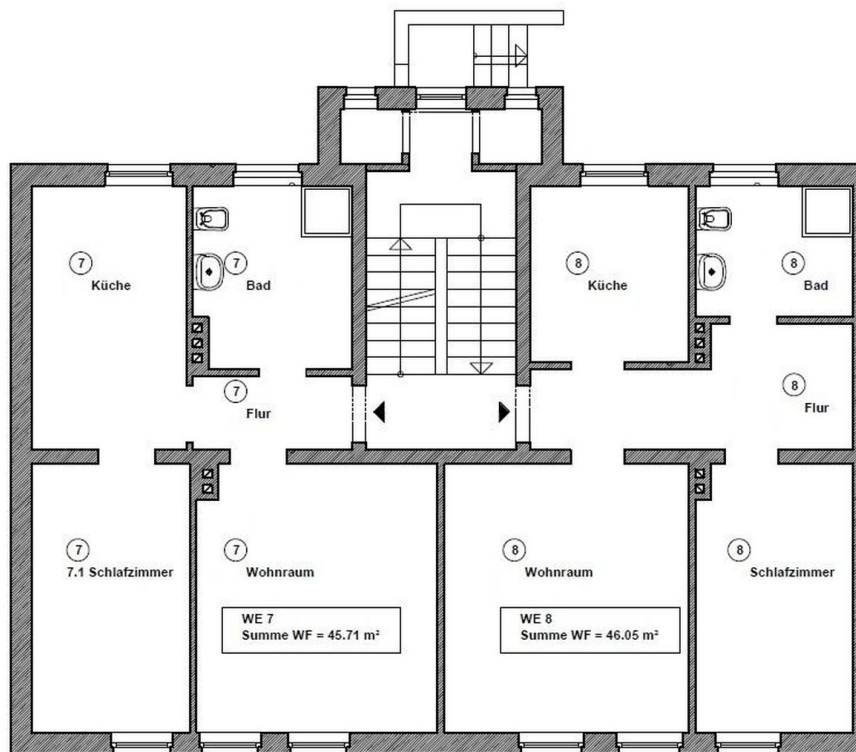 7
Küche
7
Bad
8
Küche
8
Bad
7
Flur
8
Flur
7
7.1 Schlafzimmer
7
Wohnraum
8
Wohnraum
8
Schlafzimmer
WE 7
Summe WF = 45.71 m²
WE 8
Summe WF = 46.05 m²